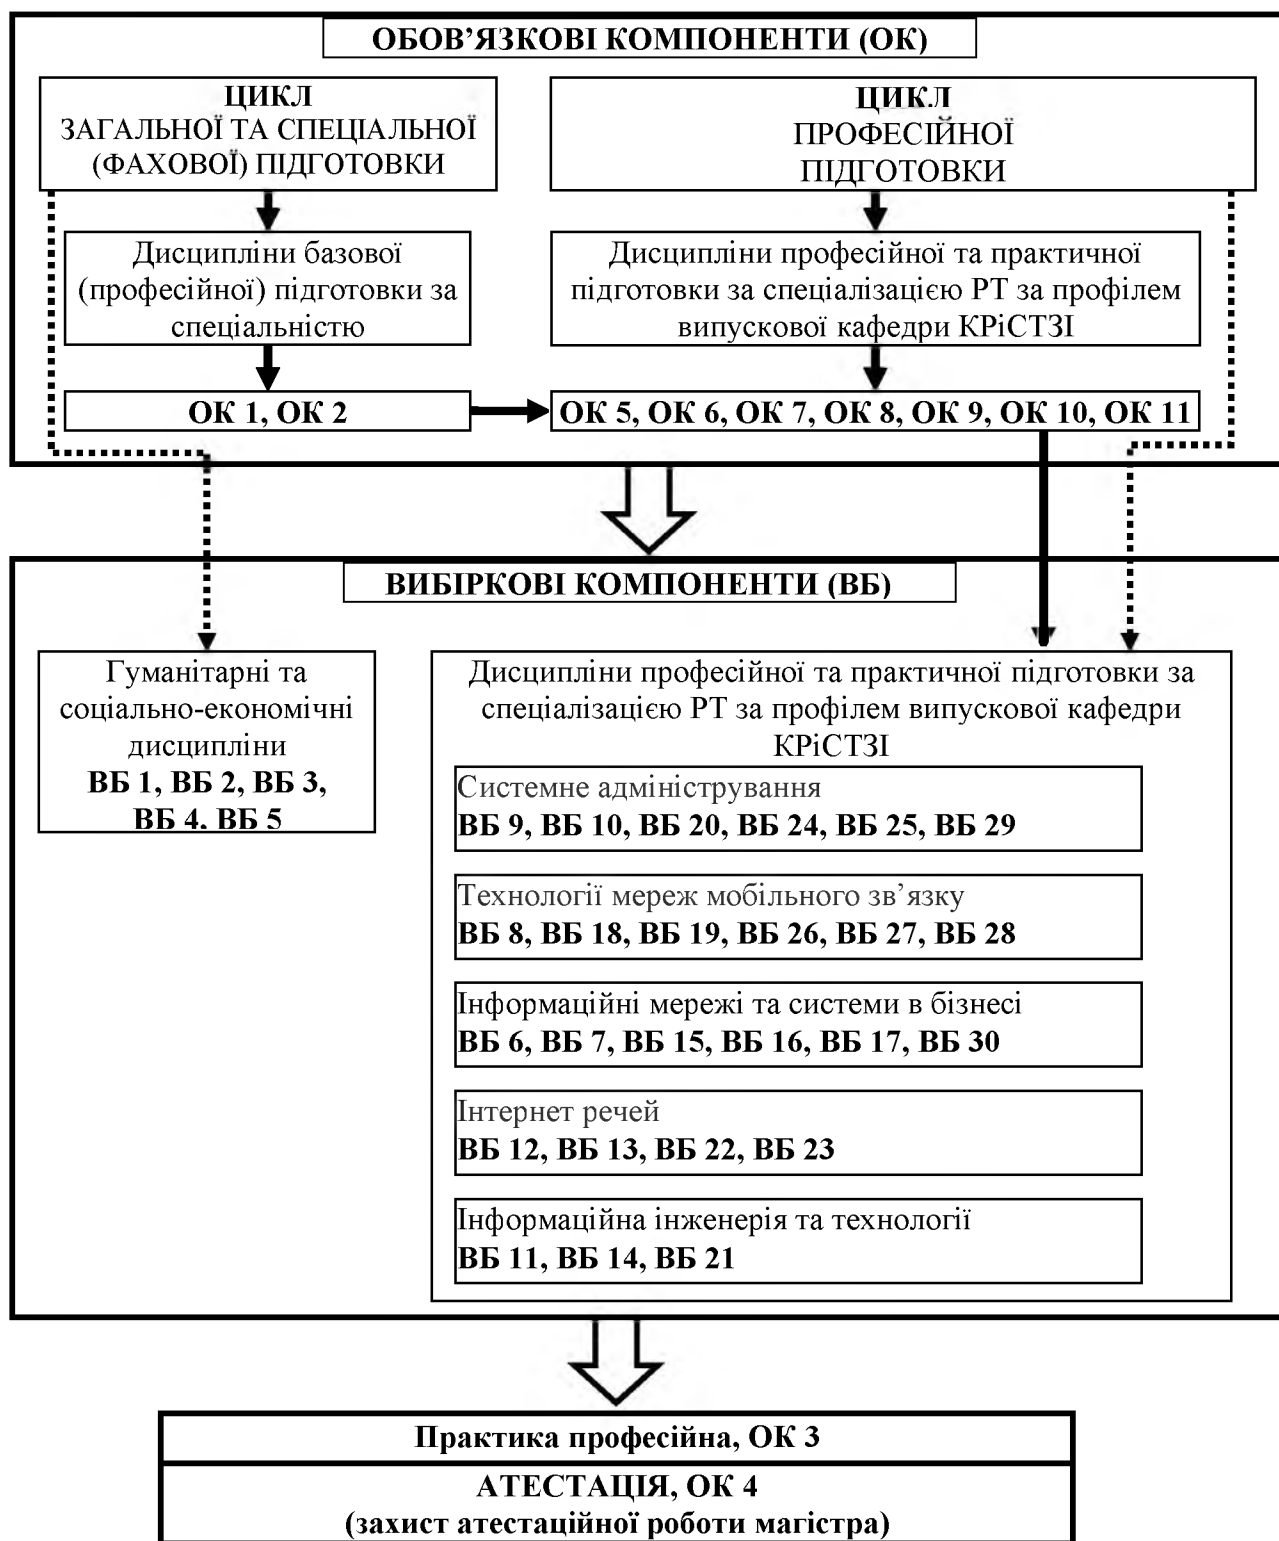 ОБОВ’ЯЗКОВІ КОМПОНЕНТИ (ОК)
ЦИКЛ
ЗАГАЛЬНОЇ ТА СПЕЦІАЛЬНОЇ
(ФАХОВОЇ) ПІДГОТОВКИ
ЦИКЛ
ПРОФЕСІЙНОЇ
ПІДГОТОВКИ
Дисципліни базової
(професійної) підготовки за
спеціальністю
Дисципліни професійної та практичної
підготовки за спеціалізацією РТ за профілем
випускової кафедри КРіСТЗІ
ОК 1, ОК 2
ОК 5, ОК 6, ОК 7, ОК 8, ОК 9, ОК 10, ОК 11
ВИБІРКОВІ КОМПОНЕНТИ (ВБ)
Гуманітарні та
соціально-економічні
дисципліни
ВБ 1, ВБ 2, ВБ 3,
ВБ 4, ВБ 5
Дисципліни професійної та практичної підготовки за
спеціалізацією РТ за профілем випускової кафедри
КРіСТЗІ
Системне адміністрування
ВБ 9, ВБ 10, ВБ 20, ВБ 24, ВБ 25, ВБ 29
Технології мереж мобільного зв’язку
ВБ 8, ВБ 18, ВБ 19, ВБ 26, ВБ 27, ВБ 28
Інформаційні мережі та системи в бізнесі
ВБ 6, ВБ 7, ВБ 15, ВБ 16, ВБ 17, ВБ 30
Інтернет речей
ВБ 12, ВБ 13, ВБ 22, ВБ 23
Інформаційна інженерія та технології
ВБ 11, ВБ 14, ВБ 21
Практика професійна, ОК 3
АТЕСТАЦІЯ, ОК 4
(захист атестаційної роботи магістра)